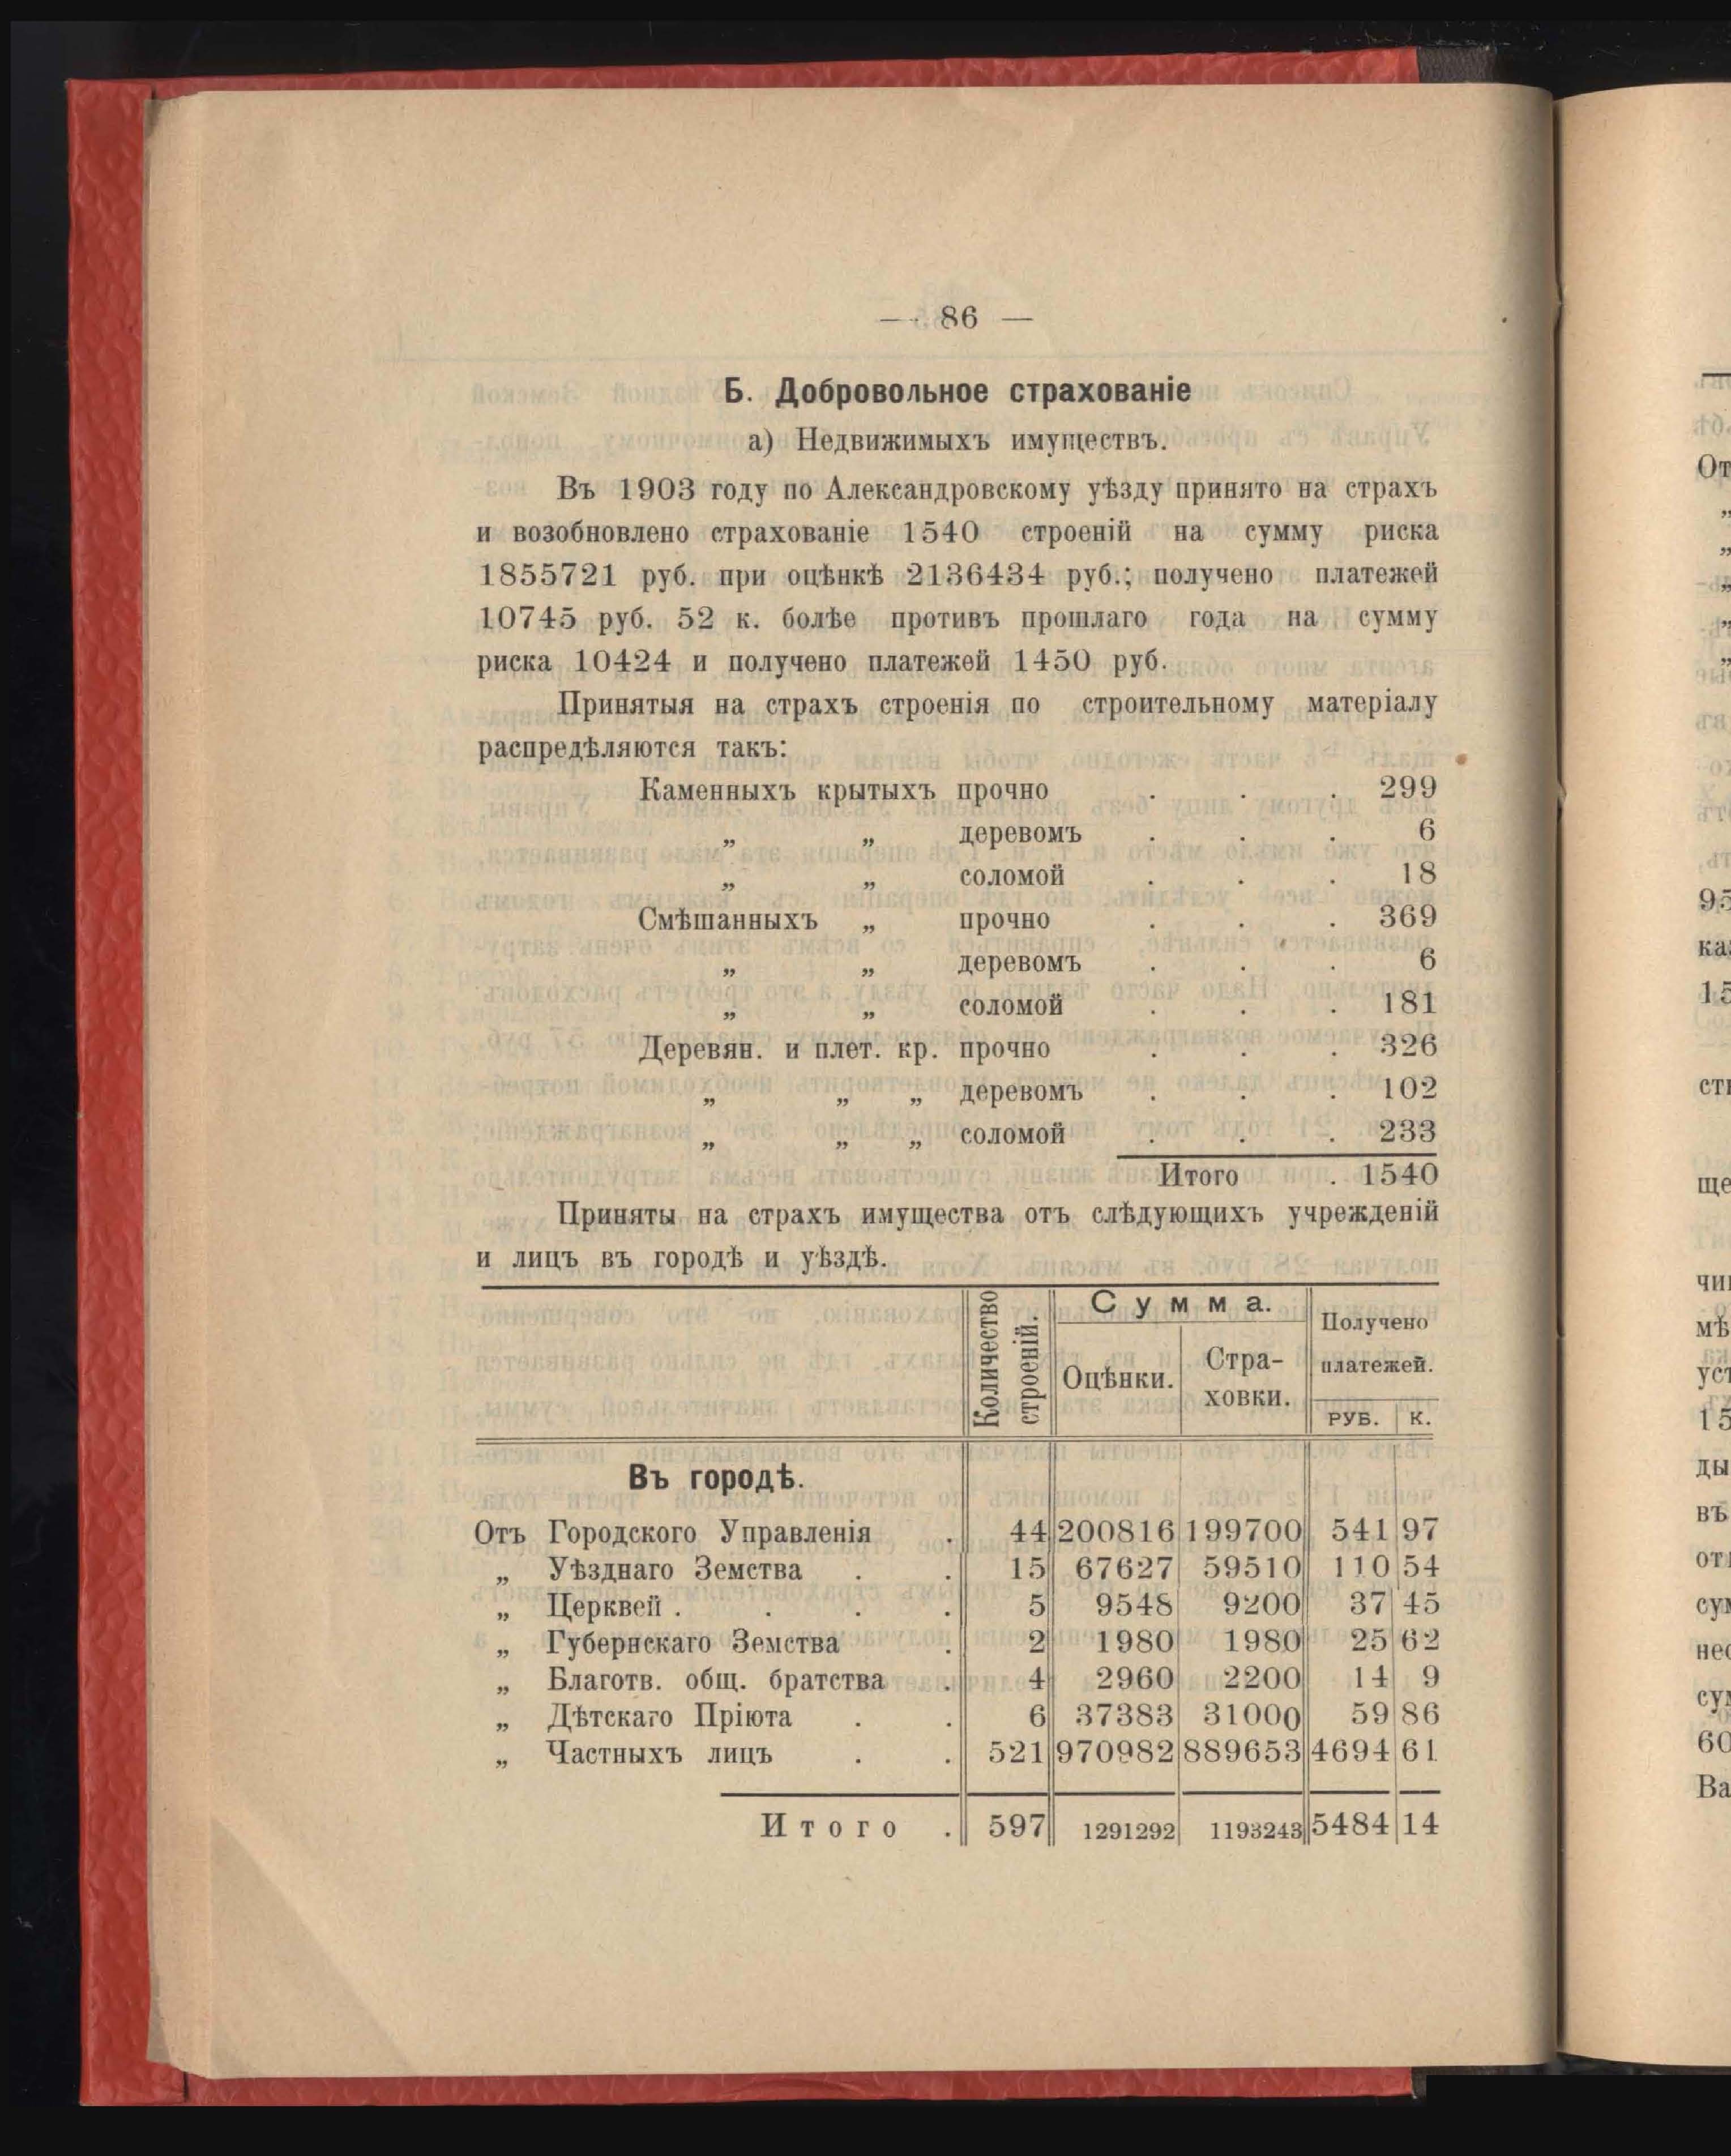 — 86 —
Б. Добровольное страхованіе
а) Недвижимыхъ имуществъ.
Въ 1903 году по Александровскому уѣзду принято на страхъ
и возобновлено страхованіе 1540 строеній на сумму риска
1855721 руб. при оцѣнкѣ 2136434 руб.; получено платежей
10745 руб. 52 к. болѣе противъ прошлаго года на сумму
риска 10424 и получено платежей 1450 руб.
Принятыя на страхъ строенія по строительному матеріалу
распредѣляются такъ:
Каменныхъ крытыхъ прочно . . . 299
„ „ деревомъ . . . 6
„ „ соломой . . . 18
Смѣшанныхъ „ прочно . . . 369
„ „ деревомъ . . . 6
„ „ соломой . . . 181
Деревян. и плет. кр. прочно . . . 326
„ „ „ деревомъ . . . 102
„ „ „ соломой . . . 233
Итого . 1540
Приняты на страхъ имущества отъ слѣдующихъ учрежденій
и лицъ въ городѣ и уѣздѣ.
Количество
строеній.
Сумма.
Оцѣнки.
Стра-
ховки.
Получено
платежей.
РУБ. К.
Въ городѣ.
Отъ Городского Управленія . 44 200816 199700 541 97
„ Уѣзднаго Земства . . 15 67627 59510 110 54
„ Церквей . . . . 5 9548 9200 37 45
„ Губернскаго Земства . 2 1980 1980 25 62
„ Благотв. общ. братства . 4 2960 2200 14 9
„ Дѣтскаго Пріюта . . 6 37383 31000 59 86
„ Частныхъ лицъ . . 521 970982 889653 4694 61
Итого . 597 1291292 1193243 5484 14